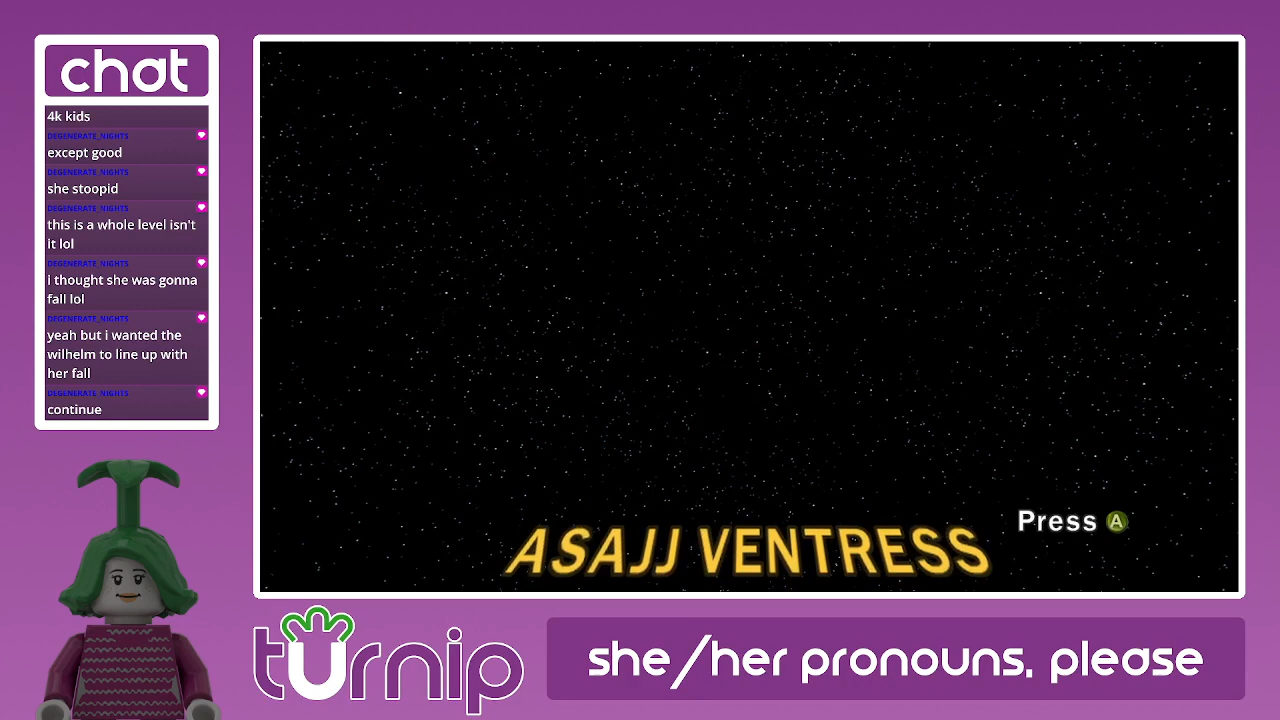 chat
4k kids
DEGENERATE_NIGHTS
except good
DEGENERATE_NIGHTS
she stoopid
DEGENERATE_NIGHTS
this is a whole level isn't
it lol
DEGENERATE_NIGHTS
i thought she was gonna
fall lol
DEGENERATE_NIGHTS
yeah but i wanted the
wilhelm to line up with
her fall
DEGENERATE_NIGHTS
continue
Press A
ASAJJ VENTRESS
turnip
she/her pronouns, please